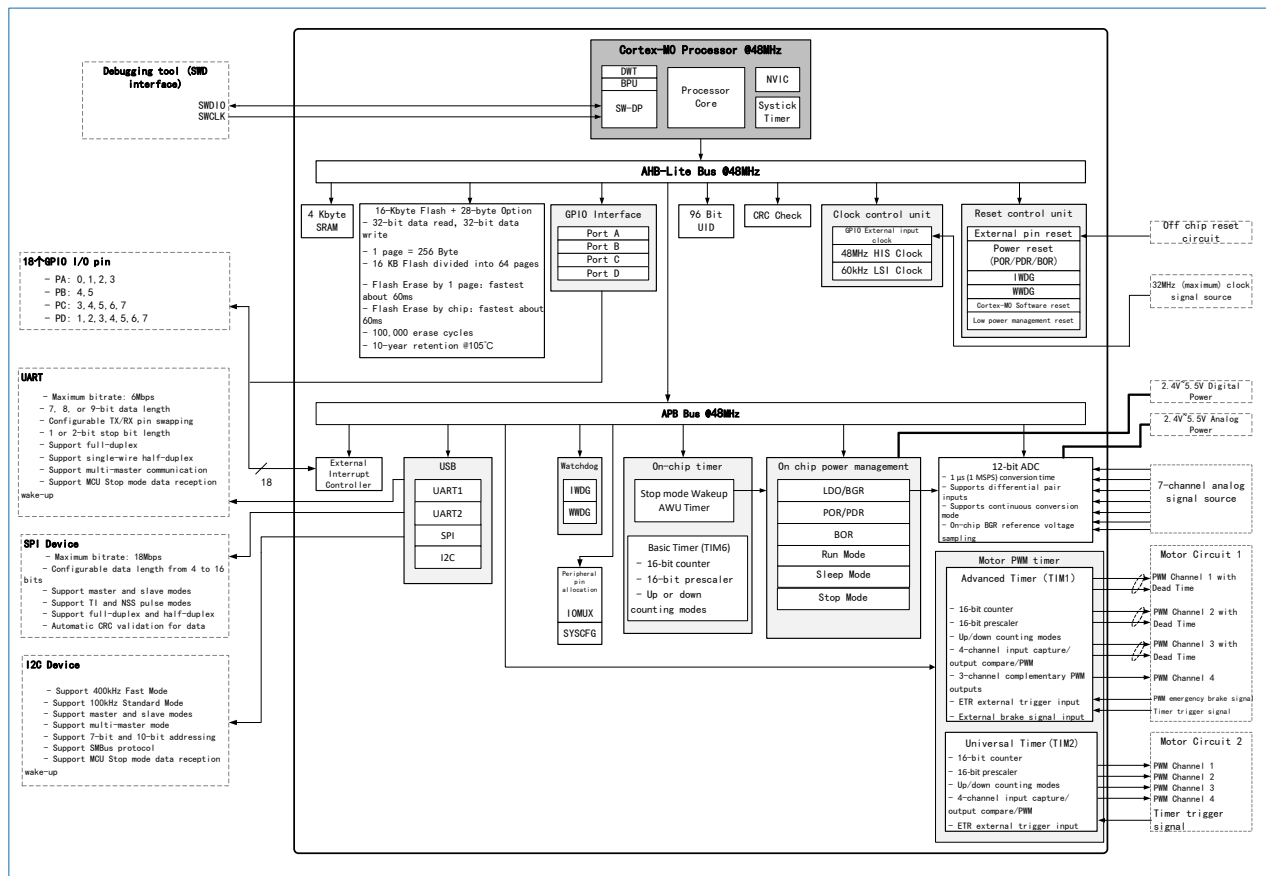 Cortex-M0 Processor @48MHz
DWT
BPU
SW-DP
Processor
Core
NVIC
Systick
Timer
Debugging tool (SWD
interface)
SWDIO
SWCLK
AHB-Lite Bus @48MHz
4 Kbyte
SRAM
16-Kbyte Flash + 28-byte Option
- 32-bit data read, 32-bit data
write
- 1 page = 256 Byte
- 16 KB Flash divided into 64 pages
- Flash Erase by 1 page: fastest
about 60ms
- Flash Erase by chip: fastest about
60ms
- 100,000 erase cycles
- 10-year retention @105℃
GPIO Interface
Port A
Port B
Port C
Port D
96 Bit
UID
CRC Check
Clock control unit
GPIO External input
clock
48MHz HIS Clock
60kHz LSI Clock
Reset control unit
External pin reset
Power reset
(POR/PDR/BOR)
IWDG
WWDG
Cortex-M0 Software reset
Low power management reset
Off chip reset
circuit
32MHz (maximum) clock
signal source
18个GPIO I/O pin
- PA: 0,1,2,3
- PB: 4,5
- PC: 3,4,5,6,7
- PD: 1,2,3,4,5,6,7
UART
- Maximum bitrate: 6Mbps
- 7, 8, or 9-bit data length
- Configurable TX/RX pin swapping
- 1 or 2-bit stop bit length
- Support full-duplex
- Support single-wire half-duplex
- Support multi-master communication
- Support MCU Stop mode data reception
wake-up
SPI Device
- Maximum bitrate: 18Mbps
- Configurable data length from 4 to 16
bits
- Support master and slave modes
- Support TI and NSS pulse modes
- Support full-duplex and half-duplex
- Automatic CRC validation for data
I2C Device
- Support 400kHz Fast Mode
- Support 100kHz Standard Mode
- Support master and slave modes
- Support multi-master mode
- Support 7-bit and 10-bit addressing
- Support SMBus protocol
- Support MCU Stop mode data reception
wake-up
APB Bus @48MHz
18
External
Interrupt
Controller
USB
UART1
UART2
SPI
I2C
Watchdog
IWDG
WWDG
Peripheral
pin
allocation
IOMUX
SYSCFG
On-chip timer
Stop mode Wakeup
AWU Timer
Basic Timer (TIM6)
- 16-bit counter
- 16-bit prescaler
- Up or down
counting modes
On chip power management
LDO/BGR
POR/PDR
BOR
Run Mode
Sleep Mode
Stop Mode
12-bit ADC
- 1 µs (1 MSPS) conversion time
- Supports differential pair
inputs
- Supports continuous conversion
mode
- On-chip BGR reference voltage
sampling
2.4V~5.5V Digital
Power
2.4V~5.5V Analog
Power
7-channel analog
signal source
Motor PWM timer
Advanced Timer (TIM1)
- 16-bit counter
- 16-bit prescaler
- Up/down counting modes
- 4-channel input capture/
output compare/PWM
- 3-channel complementary PWM
outputs
- ETR external trigger input
- External brake signal input
Universal Timer(TIM2)
- 16-bit counter
- 16-bit prescaler
- Up/down counting modes
- 4-channel input capture/
output compare/PWM
- ETR external trigger input
Motor Circuit 1
PWM Channel 1 with
Dead Time
PWM Channel 2 with
Dead Time
PWM Channel 3 with
Dead Time
PWM Channel 4
PWM emergency brake signal
Timer trigger signal
Motor Circuit 2
PWM Channel 1
PWM Channel 2
PWM Channel 3
PWM Channel 4
Timer trigger
signal